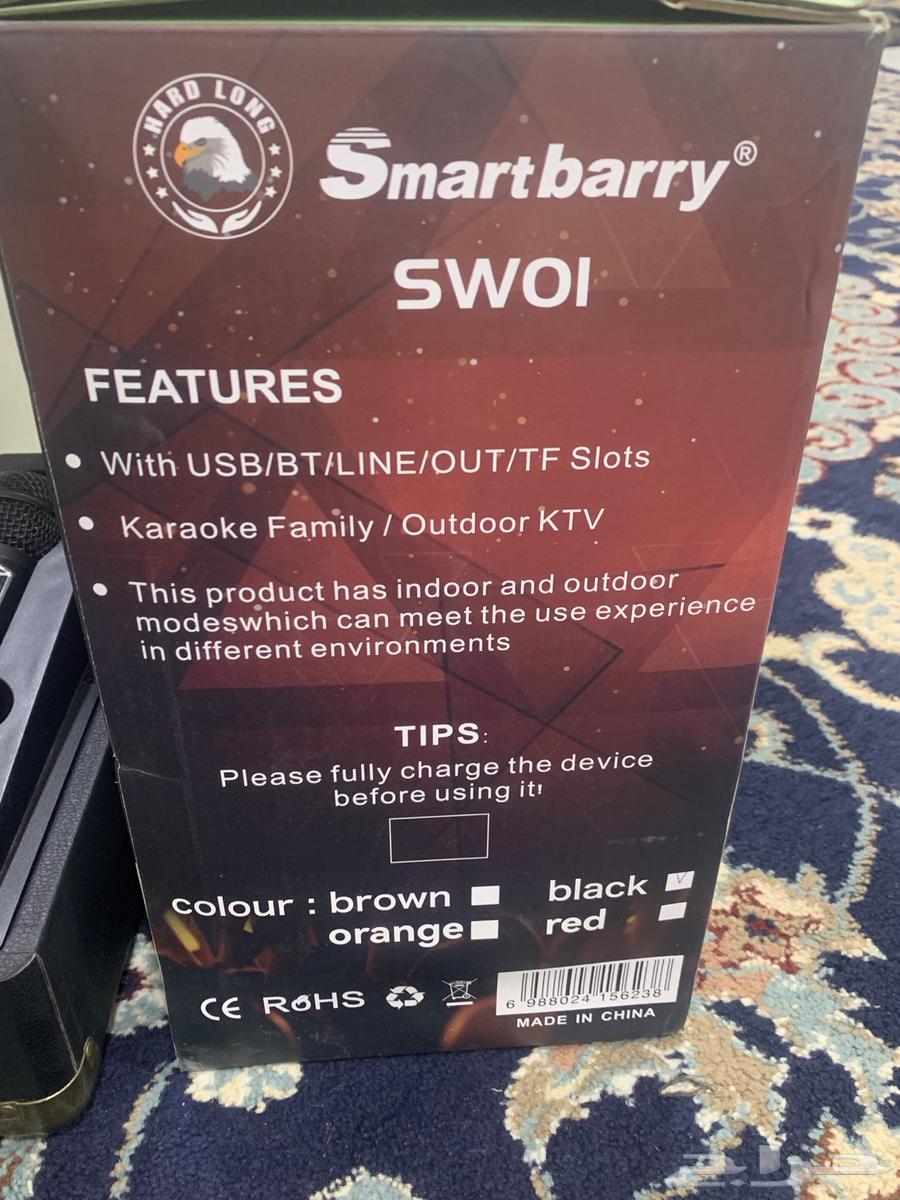 HARD LONG
Smartbarry®
SW01
FEATURES
• With USB/BT/LINE/OUT/TF Slots
• Karaoke Family / Outdoor KTV
• This product has indoor and outdoor
modeswhich can meet the use experience
in different environments
TIPS:
Please fully charge the device
before using it!
colour : brown black
orange red
CE RoHS
6 988024 156238
MADE IN CHINA
حراج